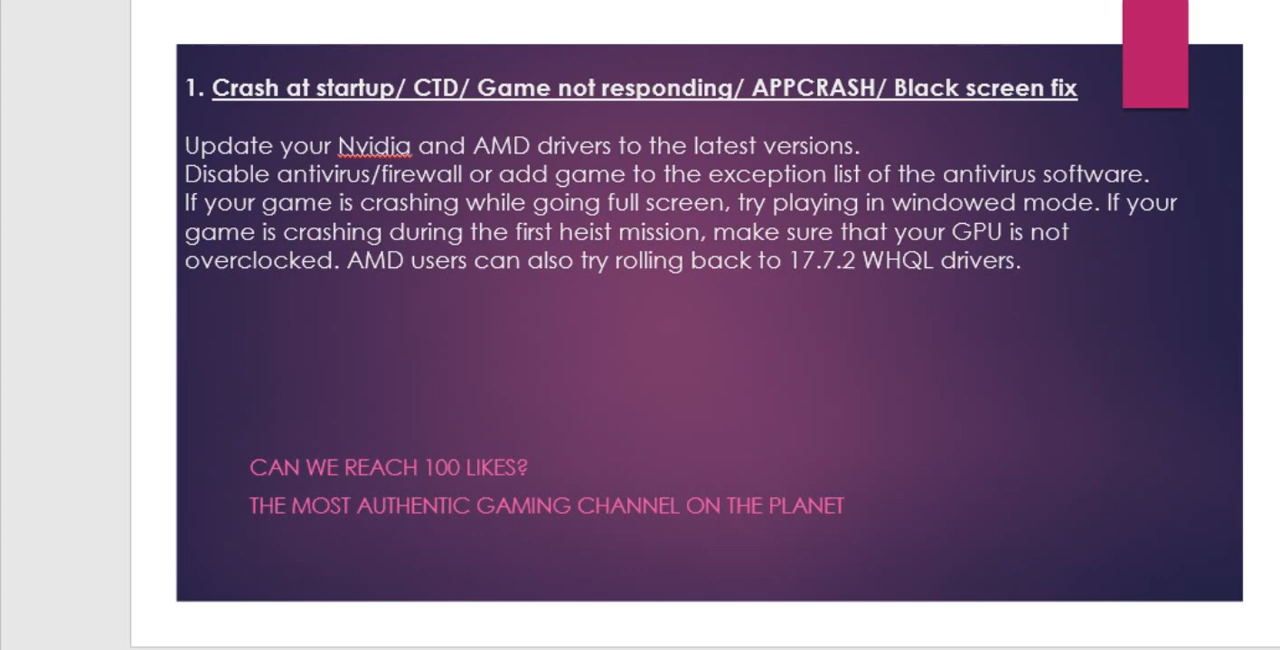 1. Crash at startup/ CTD/ Game not responding/ APPCRASH/ Black screen fix
Update your Nvidia and AMD drivers to the latest versions.
Disable antivirus/firewall or add game to the exception list of the antivirus software.
If your game is crashing while going full screen, try playing in windowed mode. If your
game is crashing during the first heist mission, make sure that your GPU is not
overclocked. AMD users can also try rolling back to 17.7.2 WHQL drivers.
CAN WE REACH 100 LIKES?
THE MOST AUTHENTIC GAMING CHANNEL ON THE PLANET